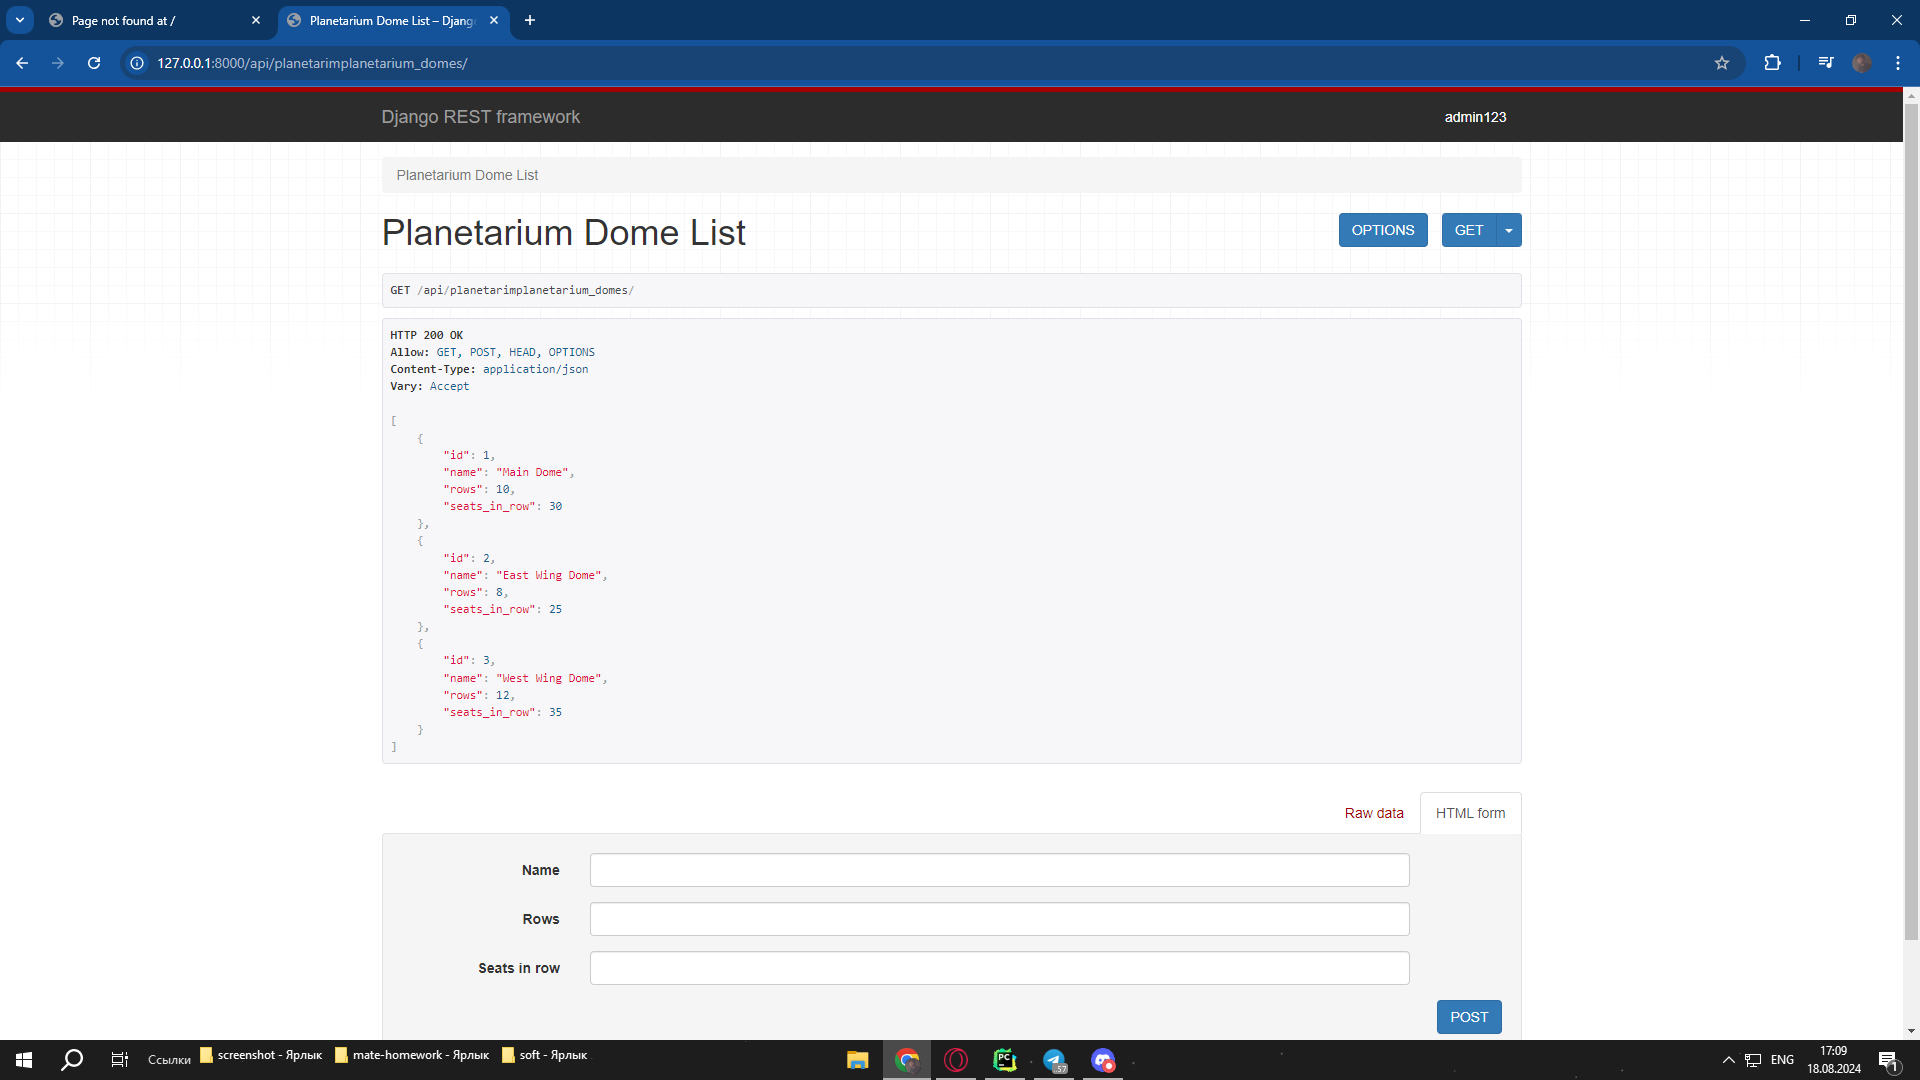 Page not found at /
Planetarium Dome List – Djang
127.0.0.1:8000/api/planetarimplanetarium_domes/
Django REST framework
admin123
Planetarium Dome List
Planetarium Dome List
OPTIONS
GET
GET /api/planetarimplanetarium_domes/
HTTP 200 OK
Allow: GET, POST, HEAD, OPTIONS
Content-Type: application/json
Vary: Accept
[
{
"id": 1,
"name": "Main Dome",
"rows": 10,
"seats_in_row": 30
},
{
"id": 2,
"name": "East Wing Dome",
"rows": 8,
"seats_in_row": 25
},
{
"id": 3,
"name": "West Wing Dome",
"rows": 12,
"seats_in_row": 35
}
]
Raw data
HTML form
Name
Rows
Seats in row
POST
Ссылки
screenshot - Ярлык
mate-homework - Ярлык
soft - Ярлык
PC
57
ENG
17:09
18.08.2024
1